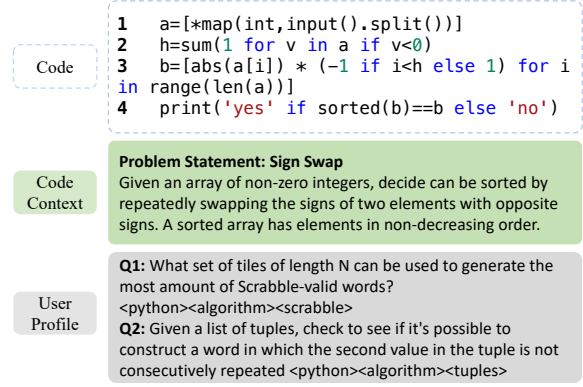 Code
1 a=[*map(int,input().split())]
2 h=sum(1 for v in a if v<0)
3 b=[abs(a[i]) * (-1 if i<h else 1) for i
in range(len(a))]
4 print('yes' if sorted(b)==b else 'no')
Code
Context
Problem Statement: Sign Swap
Given an array of non-zero integers, decide can be sorted by
repeatedly swapping the signs of two elements with opposite
signs. A sorted array has elements in non-decreasing order.
User
Profile
Q1: What set of tiles of length N can be used to generate the
most amount of Scrabble-valid words?
<python><algorithm><scrabble>
Q2: Given a list of tuples, check to see if it's possible to
construct a word in which the second value in the tuple is not
consecutively repeated <python><algorithm><tuples>